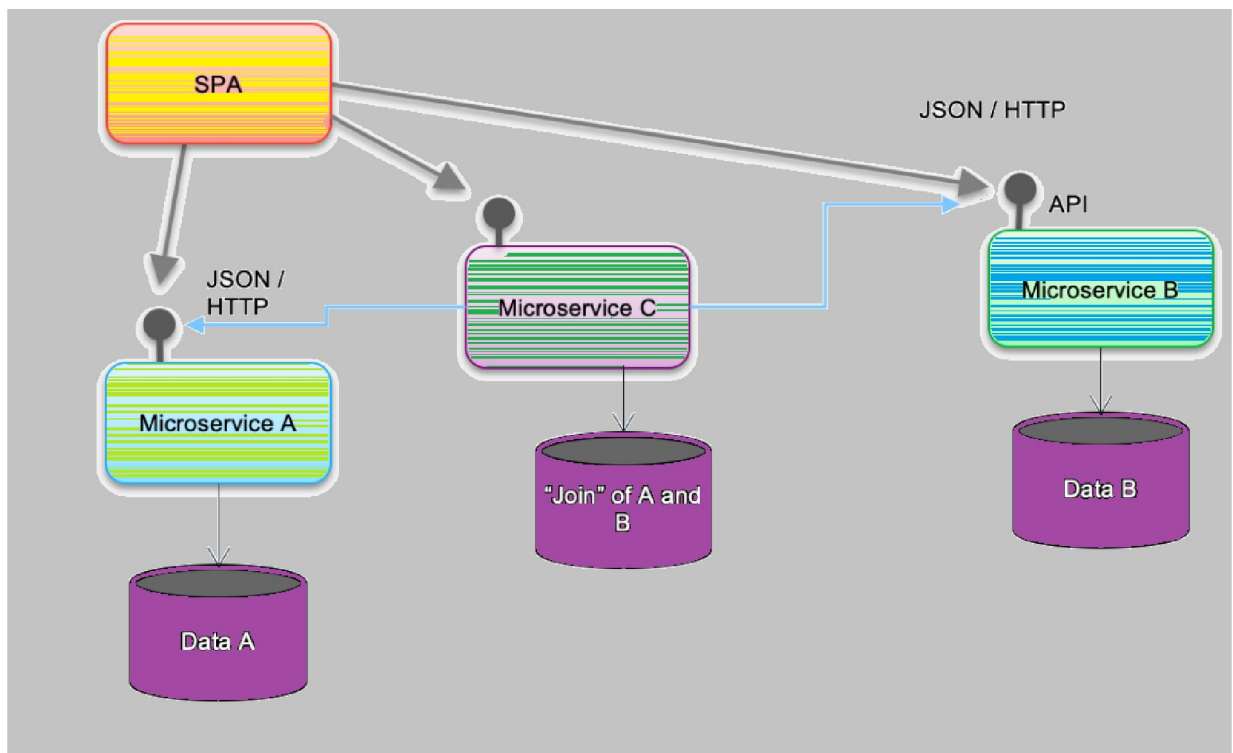 SPA
JSON / HTTP
API
JSON /
HTTP
Microservice C
Microservice B
Microservice A
“Join” of A and
B
Data B
Data A